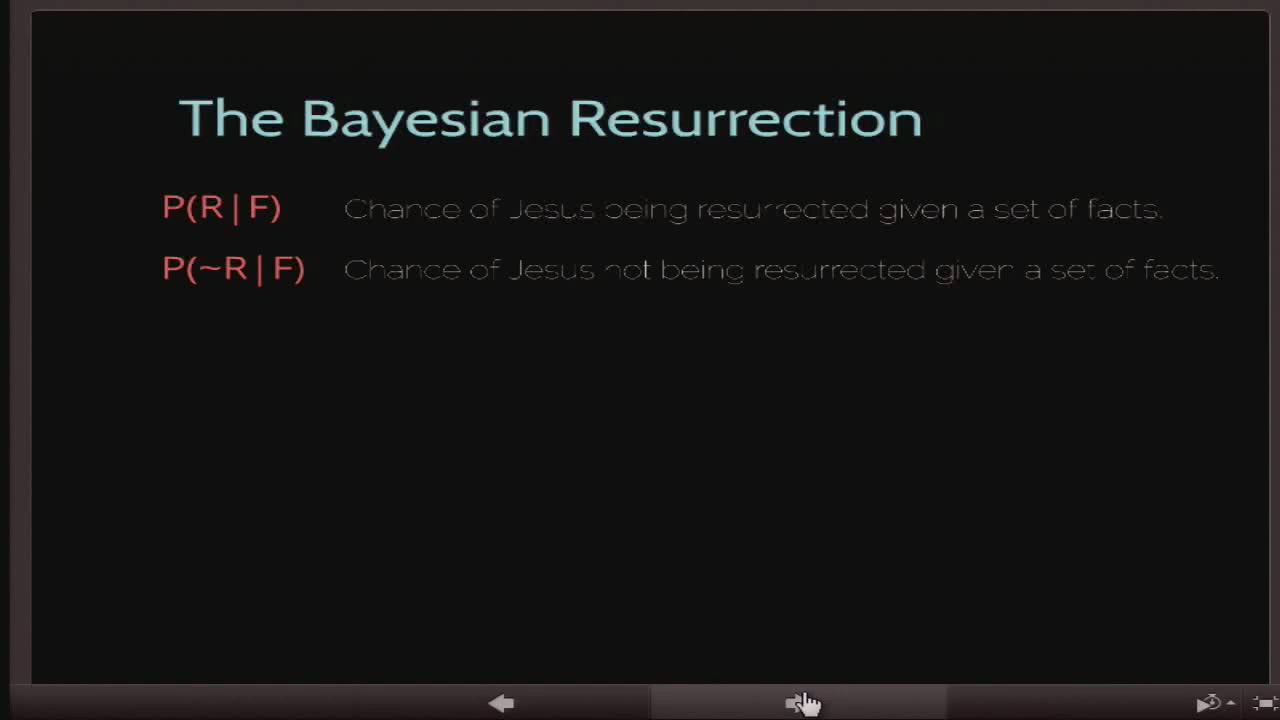 The Bayesian Resurrection
P(R | F) Chance of Jesus being resurrected given a set of facts.
P(~R | F) Chance of Jesus not being resurrected given a set of facts.